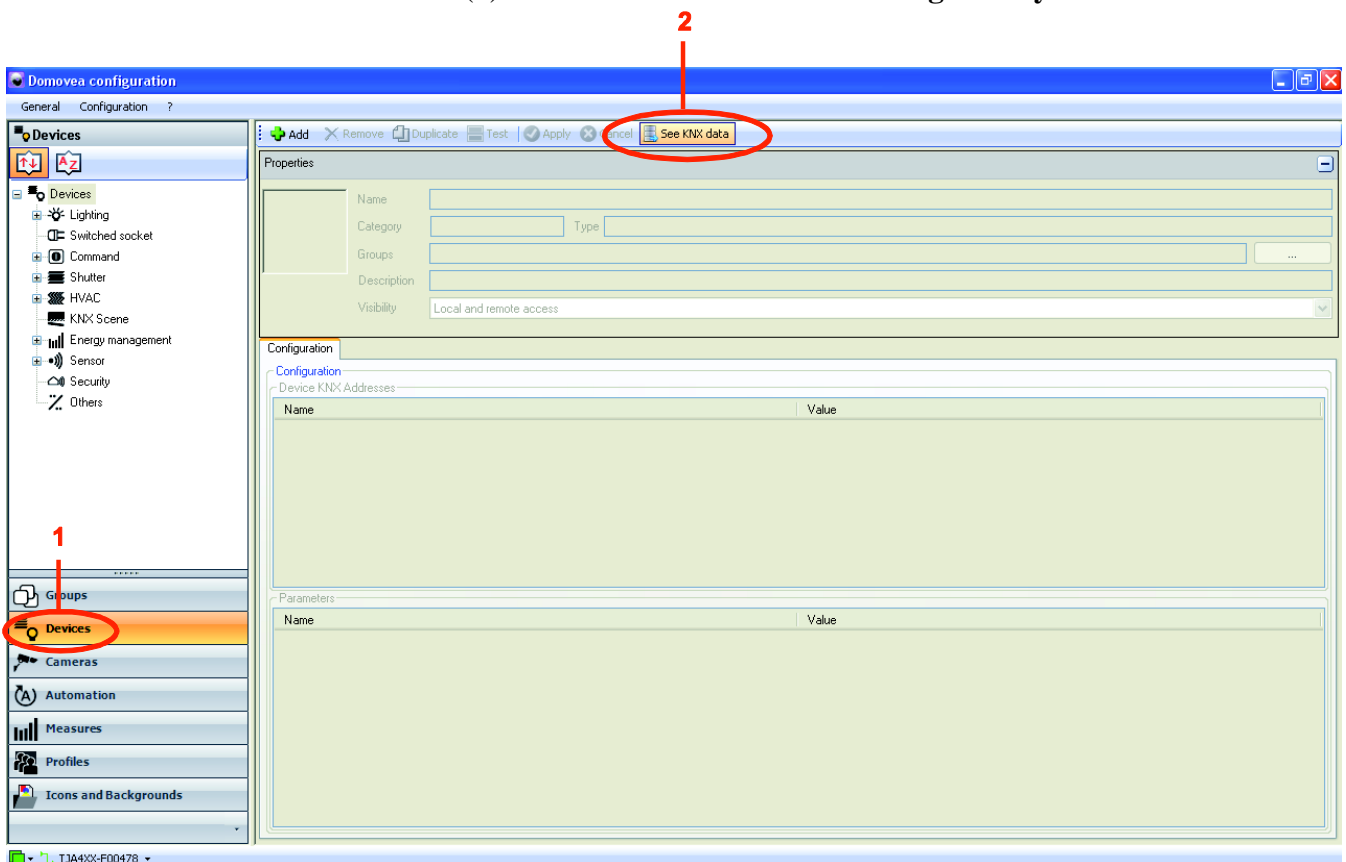 2
Domovea configuration
General Configuration ?
Devices
Add Remove Duplicate Test Apply Cancel See KNX data
Properties
Devices
Lighting
Switched socket
Command
Shutter
HVAC
KNX Scene
Energy management
Sensor
Security
Others
Name
Category Type
Groups ...
Description
Visibility Local and remote access
Configuration
Configuration
Device KNX Addresses
Name Value
1
Groups
Devices
Cameras
Automation
Measures
Profiles
Icons and Backgrounds
Parameters
Name Value
TJA4XX-F00478